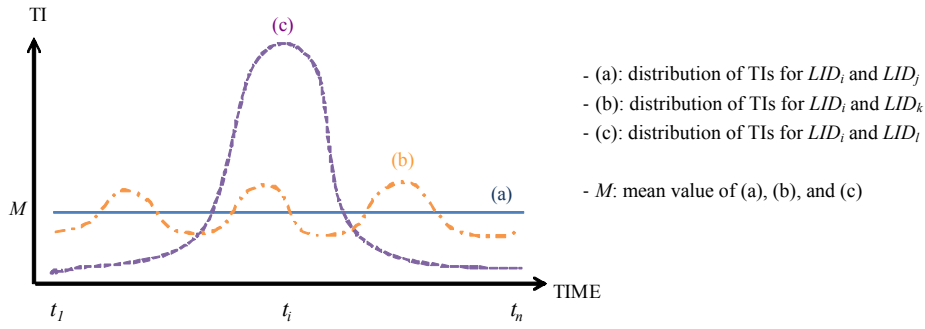 TI
(c)
(b)
(a)
M
t1 ti tn
TIME
- (a): distribution of TIs for LIDi and LIDj
- (b): distribution of TIs for LIDi and LIDk
- (c): distribution of TIs for LIDi and LIDl
- M: mean value of (a), (b), and (c)